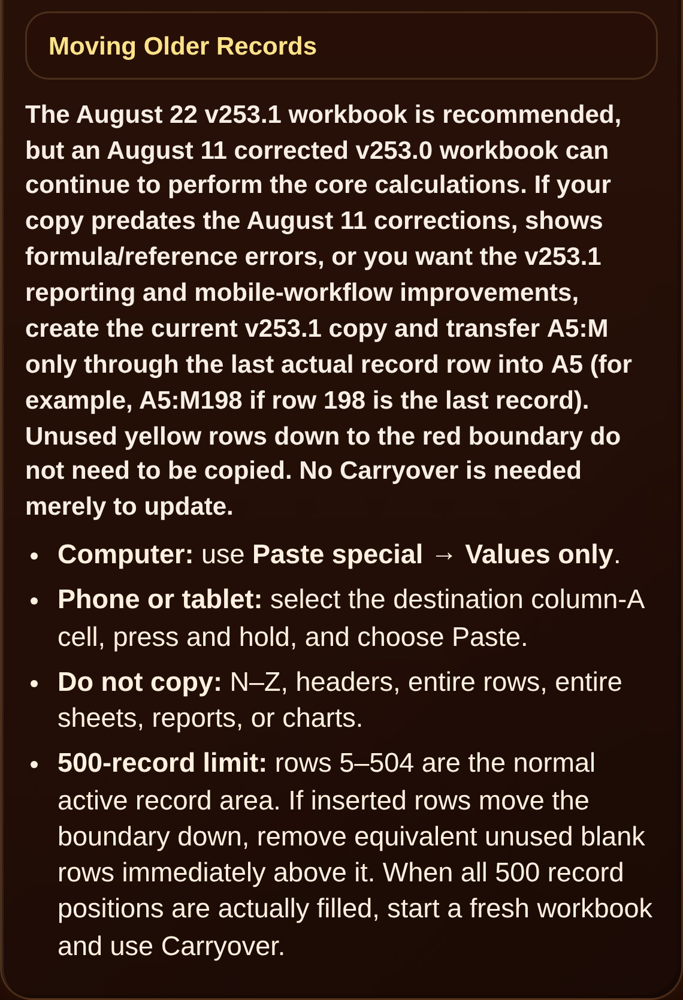 Moving Older Records
The August 22 v253.1 workbook is recommended,
but an August 11 corrected v253.0 workbook can
continue to perform the core calculations. If your
copy predates the August 11 corrections, shows
formula/reference errors, or you want the v253.1
reporting and mobile-workflow improvements,
create the current v253.1 copy and transfer A5:M
only through the last actual record row into A5 (for
example, A5:M198 if row 198 is the last record).
Unused yellow rows down to the red boundary do
not need to be copied. No Carryover is needed
merely to update.
• Computer: use Paste special → Values only.
• Phone or tablet: select the destination column-A
cell, press and hold, and choose Paste.
• Do not copy: N–Z, headers, entire rows, entire
sheets, reports, or charts.
• 500-record limit: rows 5–504 are the normal
active record area. If inserted rows move the
boundary down, remove equivalent unused blank
rows immediately above it. When all 500 record
positions are actually filled, start a fresh workbook
and use Carryover.